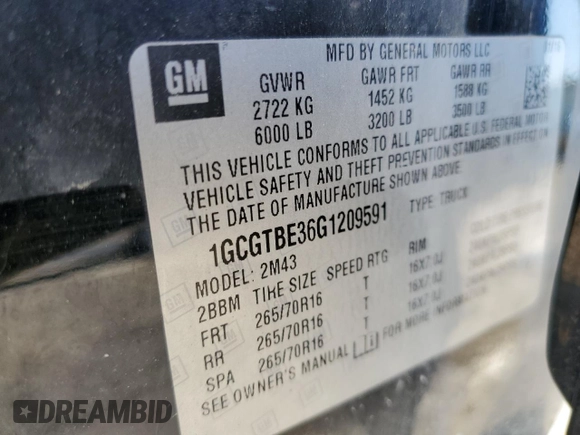 MFD BY GENERAL MOTORS LLC
GM
GVWR GAWR FRT GAWR RR
2722 KG 1452 KG 1588 KG
6000 LB 3200 LB 3500 LB
THIS VEHICLE CONFORMS TO ALL APPLICABLE U.S. FEDERAL MOTOR
VEHICLE SAFETY AND THEFT PREVENTION STANDARDS IN EFFECT ON
THE DATE OF MANUFACTURE SHOWN ABOVE.
1GCGTBE36G1209591 TYPE: TRUCK
MODEL: 2M43
2BBM TIRE SIZE SPEED RTG RIM
FRT 265/70R16 T 16X7.0J
RR 265/70R16 T 16X7.0J
SPA 265/70R16 T 16X7.0J
SEE OWNER'S MANUAL FOR MORE INFORMATION
DREAMBID